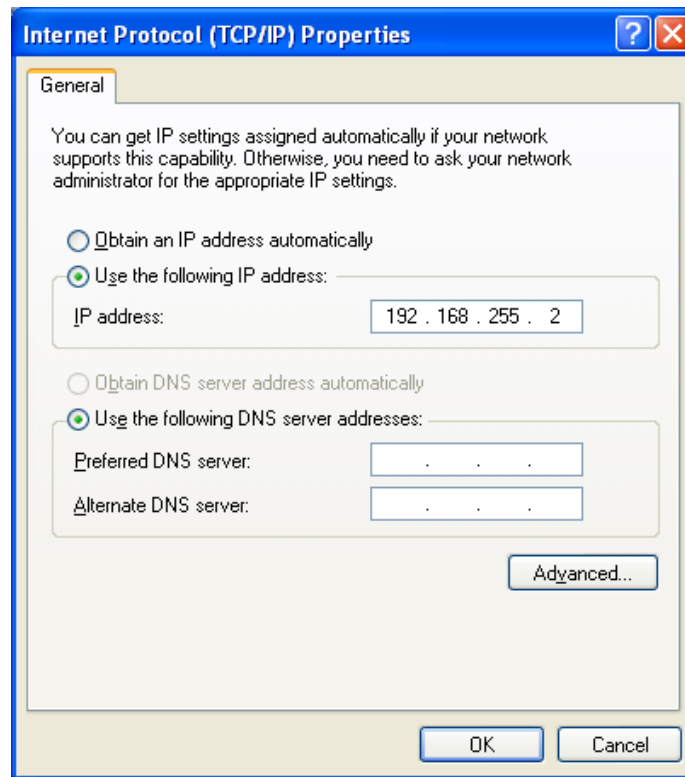 Internet Protocol (TCP/IP) Properties
General
You can get IP settings assigned automatically if your network
supports this capability. Otherwise, you need to ask your network
administrator for the appropriate IP settings.
Obtain an IP address automatically
Use the following IP address:
IP address: 192 . 168 . 255 . 2
Obtain DNS server address automatically
Use the following DNS server addresses:
Preferred DNS server: . . .
Alternate DNS server: . . .
Advanced...
OK Cancel